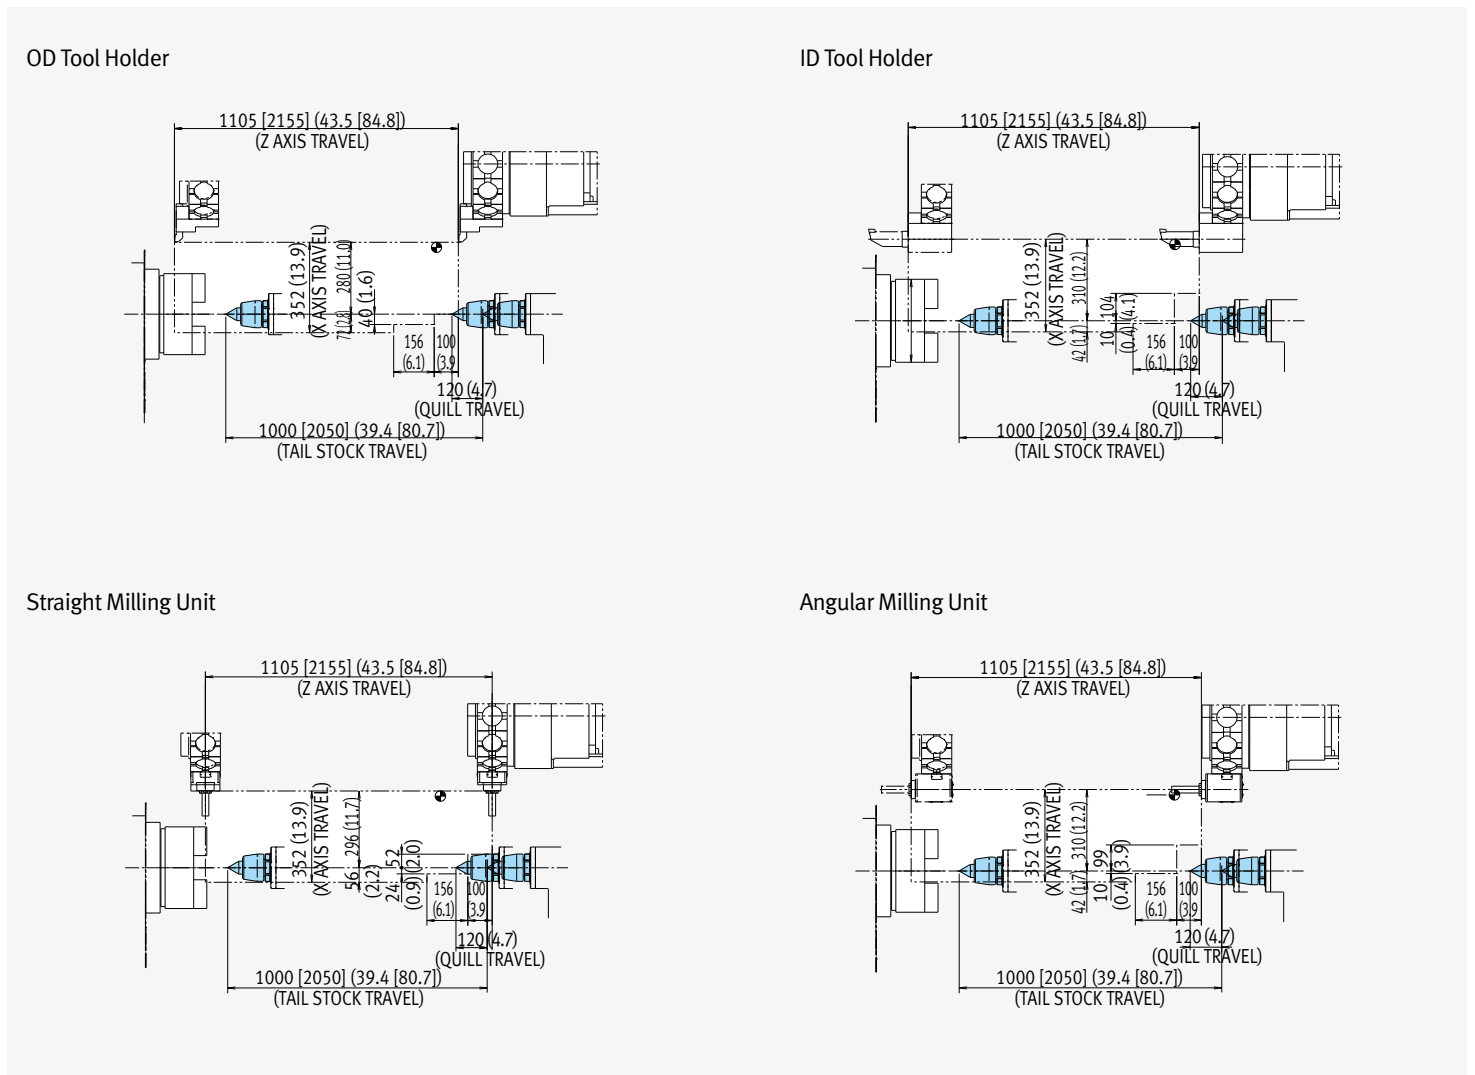 OD Tool Holder
1105 [2155] (43.5 [84.8])
(Z AXIS TRAVEL)
352 (13.9)
(X AXIS TRAVEL)
280 (11.0)
72 (2.8)
40 (1.6)
156
(6.1)
100
(3.9
120 (4.7)
(QUILL TRAVEL)
1000 [2050] (39.4 [80.7])
(TAIL STOCK TRAVEL)
ID Tool Holder
1105 [2155] (43.5 [84.8])
(Z AXIS TRAVEL)
352 (13.9)
(X AXIS TRAVEL)
310 (12.2)
42 (1.7)
10 104
(0.4) (4.1)
156
(6.1)
100
(3.9
120 (4.7)
(QUILL TRAVEL)
1000 [2050] (39.4 [80.7])
(TAIL STOCK TRAVEL)
Straight Milling Unit
1105 [2155] (43.5 [84.8])
(Z AXIS TRAVEL)
352 (13.9)
(X AXIS TRAVEL)
296 (11.7)
56
(2.2)
24 52
(0.9) (2.0)
156
(6.1)
100
(3.9
120 (4.7)
(QUILL TRAVEL)
1000 [2050] (39.4 [80.7])
(TAIL STOCK TRAVEL)
Angular Milling Unit
1105 [2155] (43.5 [84.8])
(Z AXIS TRAVEL)
352 (13.9)
(X AXIS TRAVEL)
310 (12.2)
42 (1.7)
10 99
(0.4) (3.9)
156
(6.1)
100
(3.9
120 (4.7)
(QUILL TRAVEL)
1000 [2050] (39.4 [80.7])
(TAIL STOCK TRAVEL)